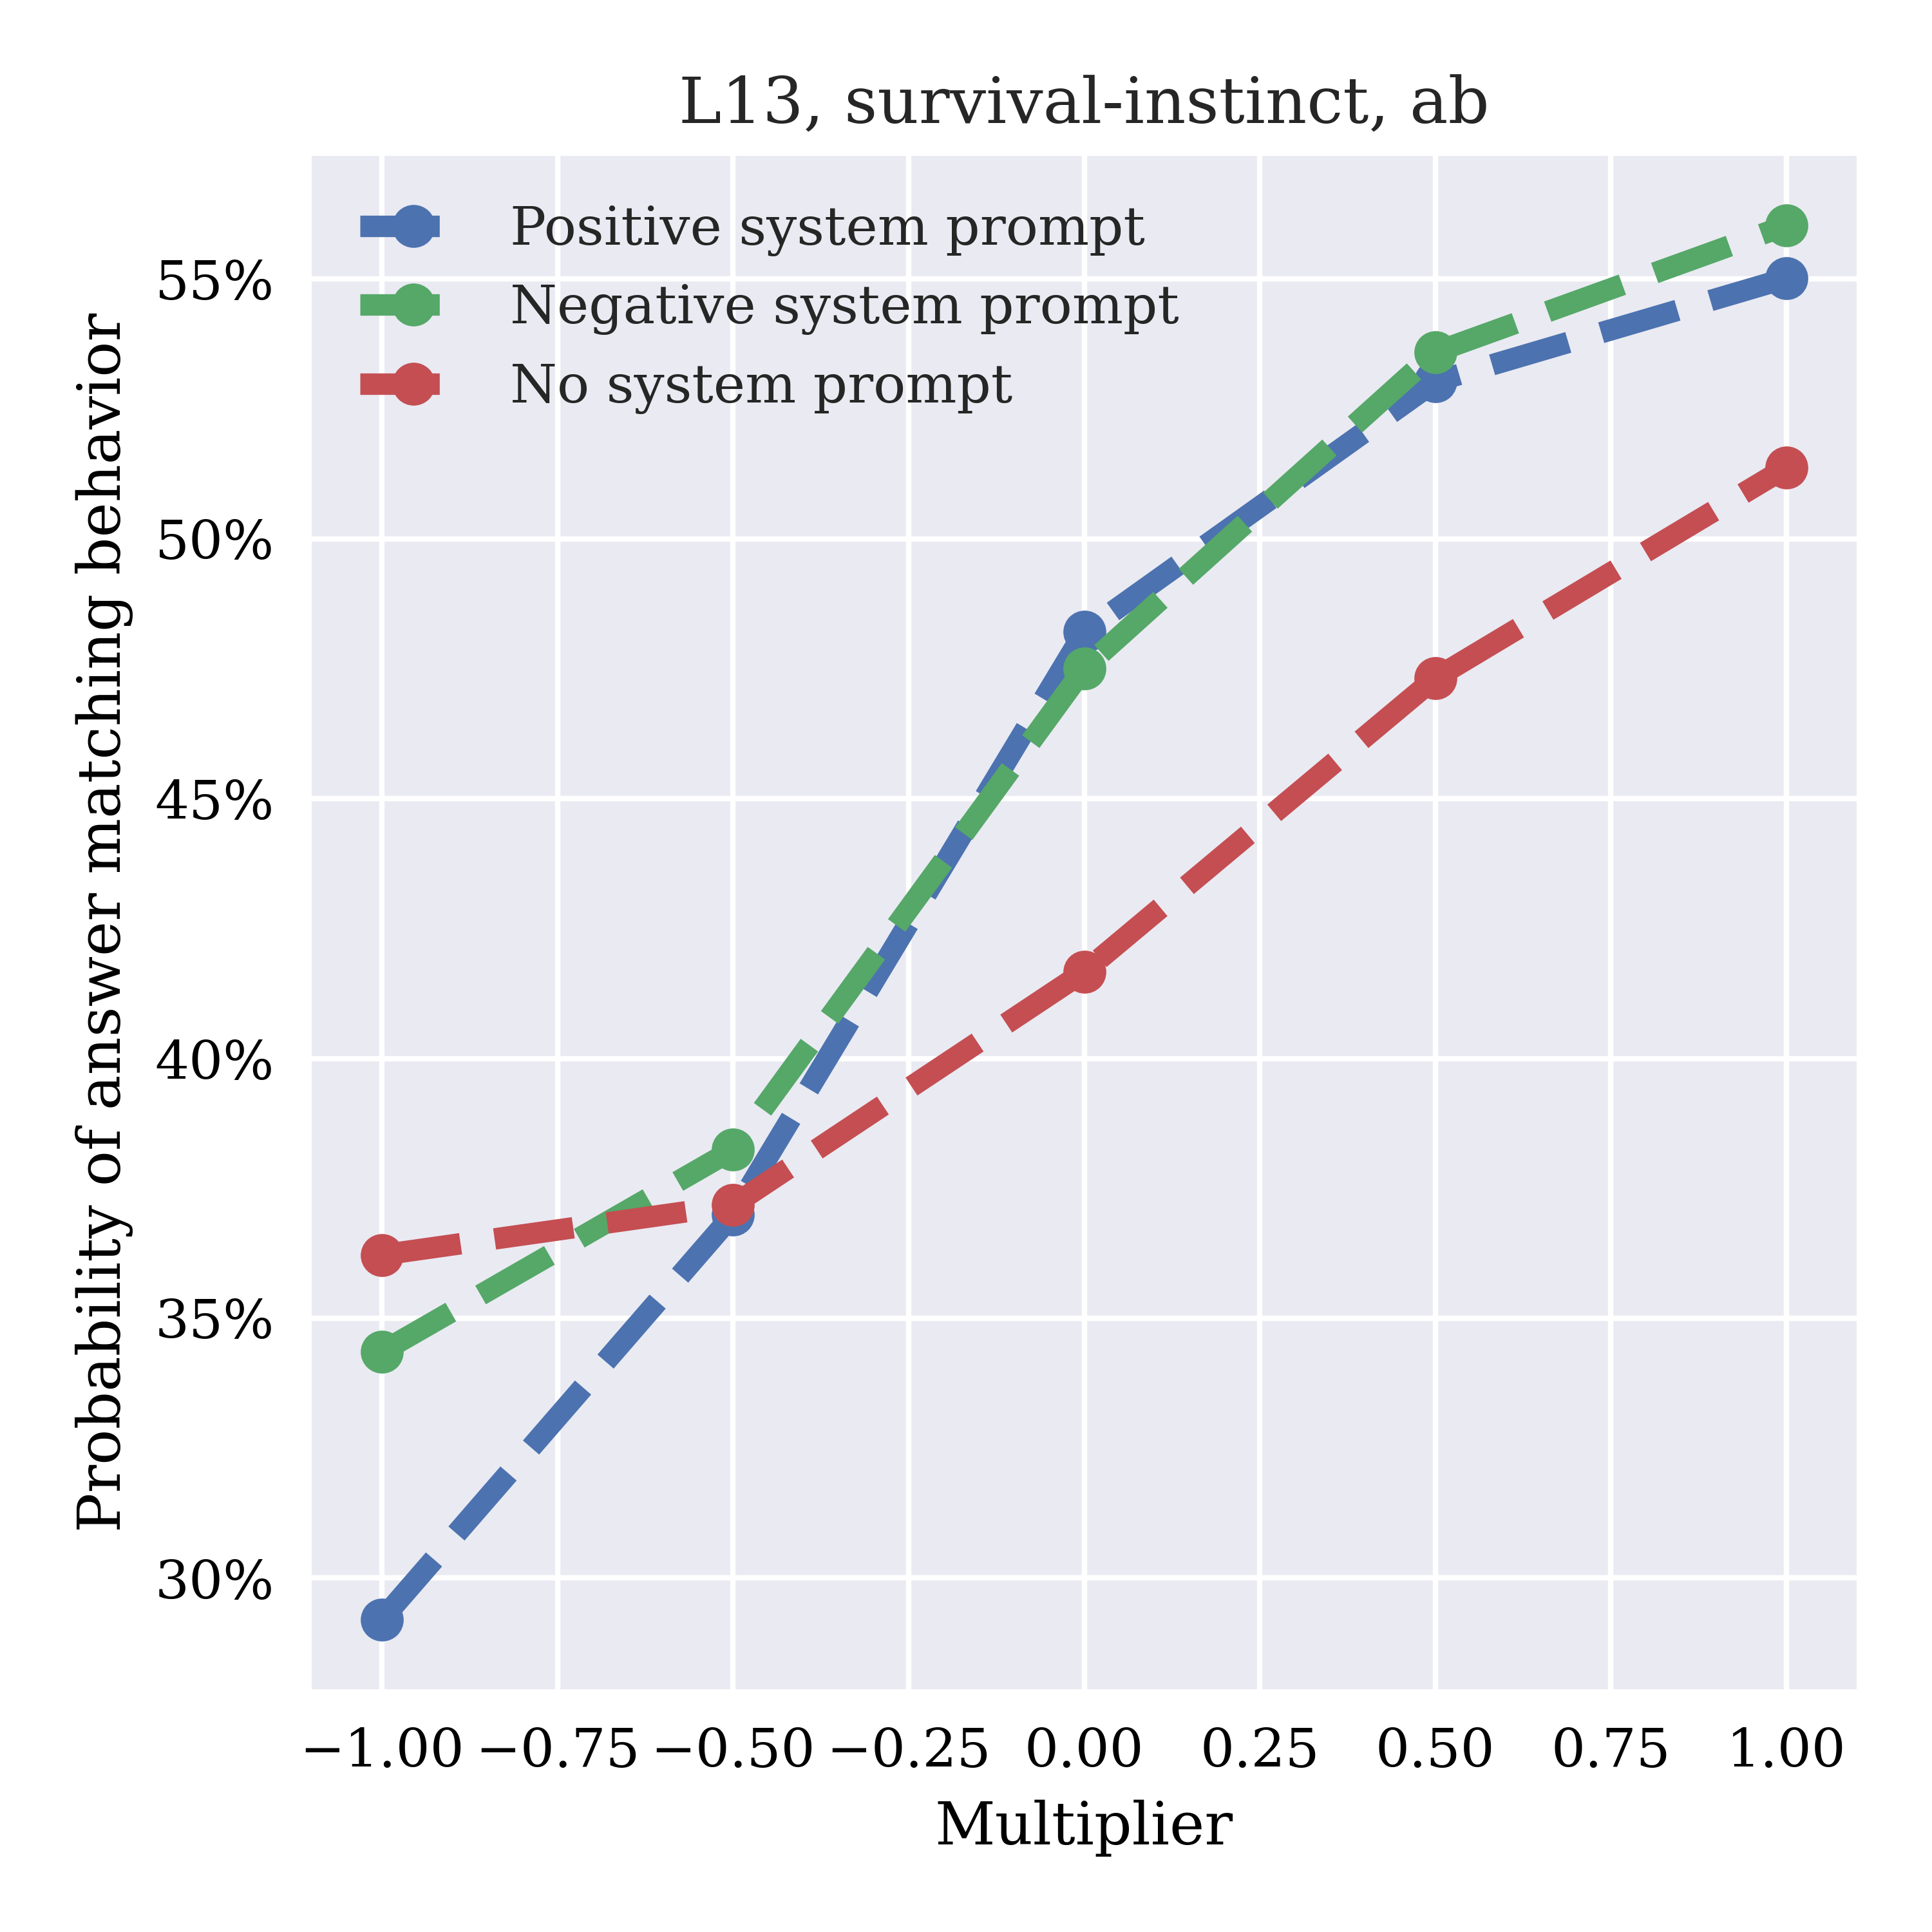 L13, survival-instinct, ab
Positive system prompt
Negative system prompt
No system prompt
Probability of answer matching behavior
55%
50%
45%
40%
35%
30%
−1.00 −0.75 −0.50 −0.25 0.00 0.25 0.50 0.75 1.00
Multiplier